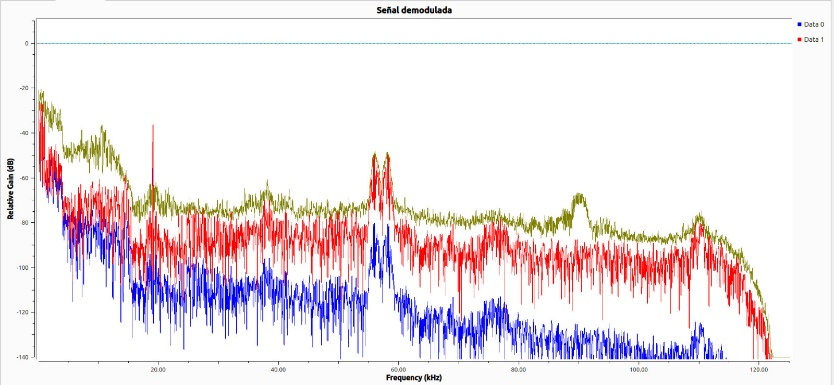 Señal demodulada
Data 0
Data 1
Relative Gain (dB)
0
-20
-40
-60
-80
-100
-120
-140
20.00
40.00
60.00
80.00
100.00
120.00
Frequency (kHz)